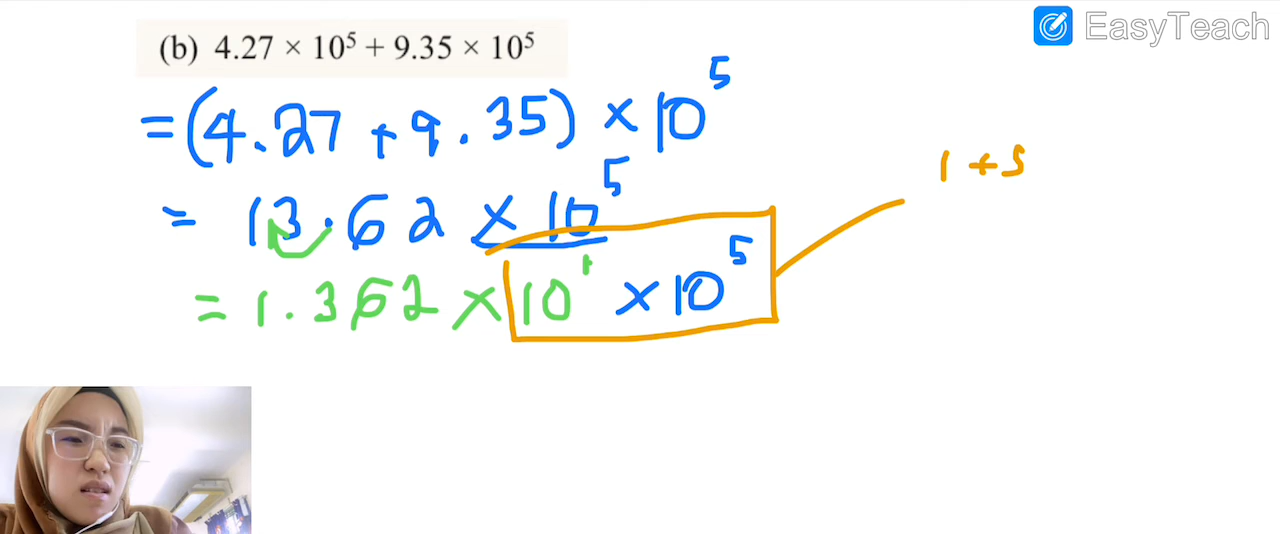 EasyTeach
(b) 4.27 × 10⁵ + 9.35 × 10⁵
= (4.27 + 9.35) × 10⁵
1 + 5
= 13.62 × 10⁵
= 1.362 × 10¹ × 10⁵